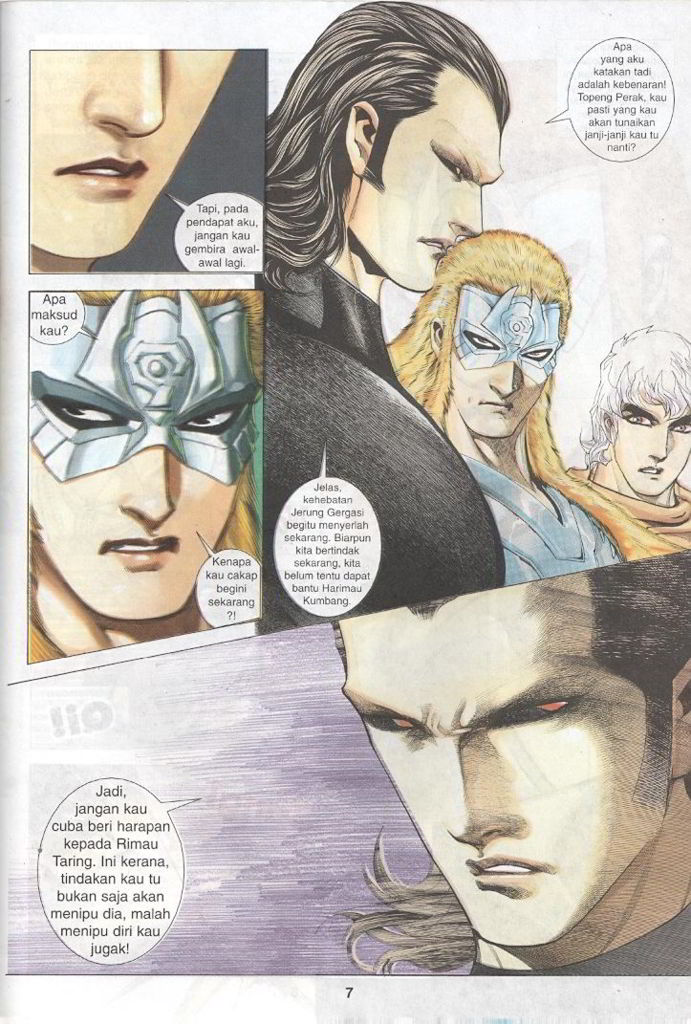 Apa
yang aku
katakan tadi
adalah kebenaran!
Topeng Perak, kau
pasti yang kau
akan tunaikan
janji-janji kau tu
nanti?
Tapi, pada
pendapat aku,
jangan kau
gembira awal-
awal lagi.
Apa
maksud
kau?
Kenapa
kau cakap
begini
sekarang
?!
Jelas,
kehebatan
Jerung Gergasi
begitu menyerlah
sekarang. Biarpun
kita bertindak
sekarang, kita
belum tentu dapat
bantu Harimau
Kumbang.
Jadi,
jangan kau
cuba beri harapan
kepada Rimau
Taring. Ini kerana,
tindakan kau tu
bukan saja akan
menipu dia, malah
menipu diri kau
jugak!
7